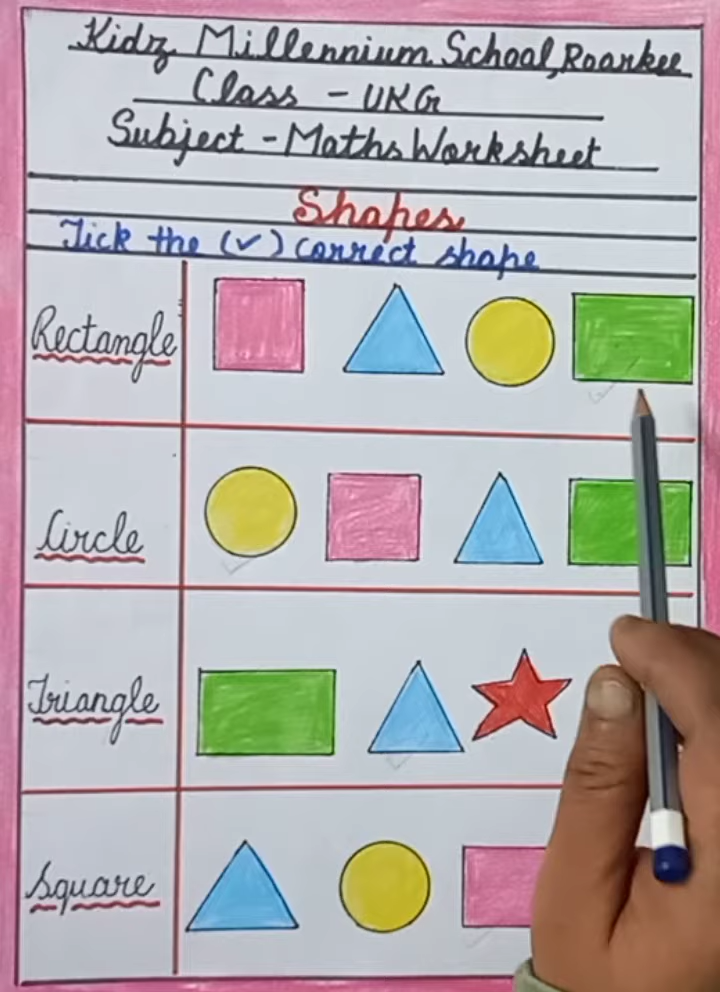 Kidz Millennium School, Roorkee
Class - UKG
Subject - Maths Worksheet
Shapes
Tick the (✓) correct shape
Rectangle
Circle
Triangle
Square